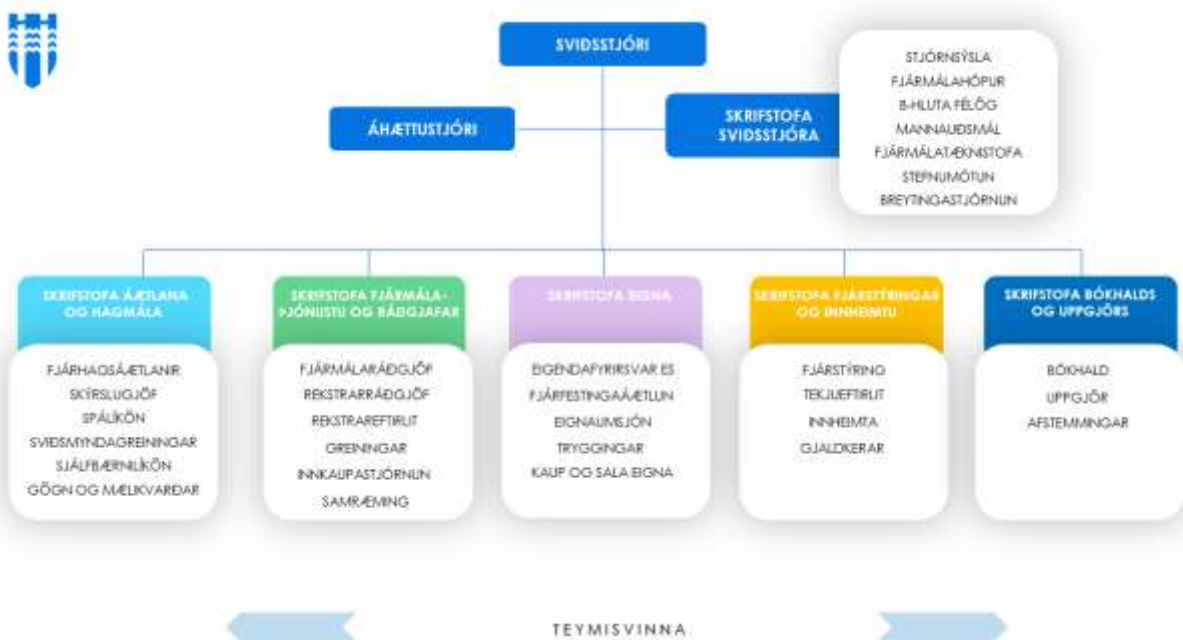 SVIÐSSTJÓRI
ÁHÆTTUSTJÓRI
SKRIFSTOFA
SVIÐSSTJÓRA
STJÓRNSÝSLA
FJÁRMÁLAHÓPUR
B-HLUTA FÉLÖG
MANNAUÐSMÁL
FJÁRMÁLATÆKNISTOFA
STEFNUMÓTUN
BREYTINGASTJÓRNUN
SKRIFSTOFA ÁÆTLANA
OG HAGMÁLA
FJÁRHAGSÁÆTLANIR
SKÝRSLUGJÖF
SPÁLÍKÖN
SVIÐSMYNDAGREININGAR
SJÁLFBÆRNILÍKÖN
GÖGN OG MÆLIKVARÐAR
SKRIFSTOFA FJÁRMÁLA-
ÞJÓNUSTU OG RÁÐGJAFAR
FJÁRMÁLARÁÐGJÖF
REKSTRARRÁÐGJÖF
REKSTRAREFTIRLIT
GREININGAR
INNKAUPASTJÓRNUN
SAMRÆMING
SKRIFSTOFA EIGNA
EIGENDAFYRIRSVAR ES
FJÁRFESTINGAÁÆTLUN
EIGNAUMSJÓN
TRYGGINGAR
KAUP OG SALA EIGNA
SKRIFSTOFA FJÁRSTÝRINGAR
OG INNHEIMTU
FJÁRSTÝRING
TEKJUEFTIRLIT
INNHEIMTA
GJALDKERAR
SKRIFSTOFA BÓKHALDS
OG UPPGJÖRS
BÓKHALD
UPPGJÖR
AFSTEMMINGAR
TEYMISVINNA